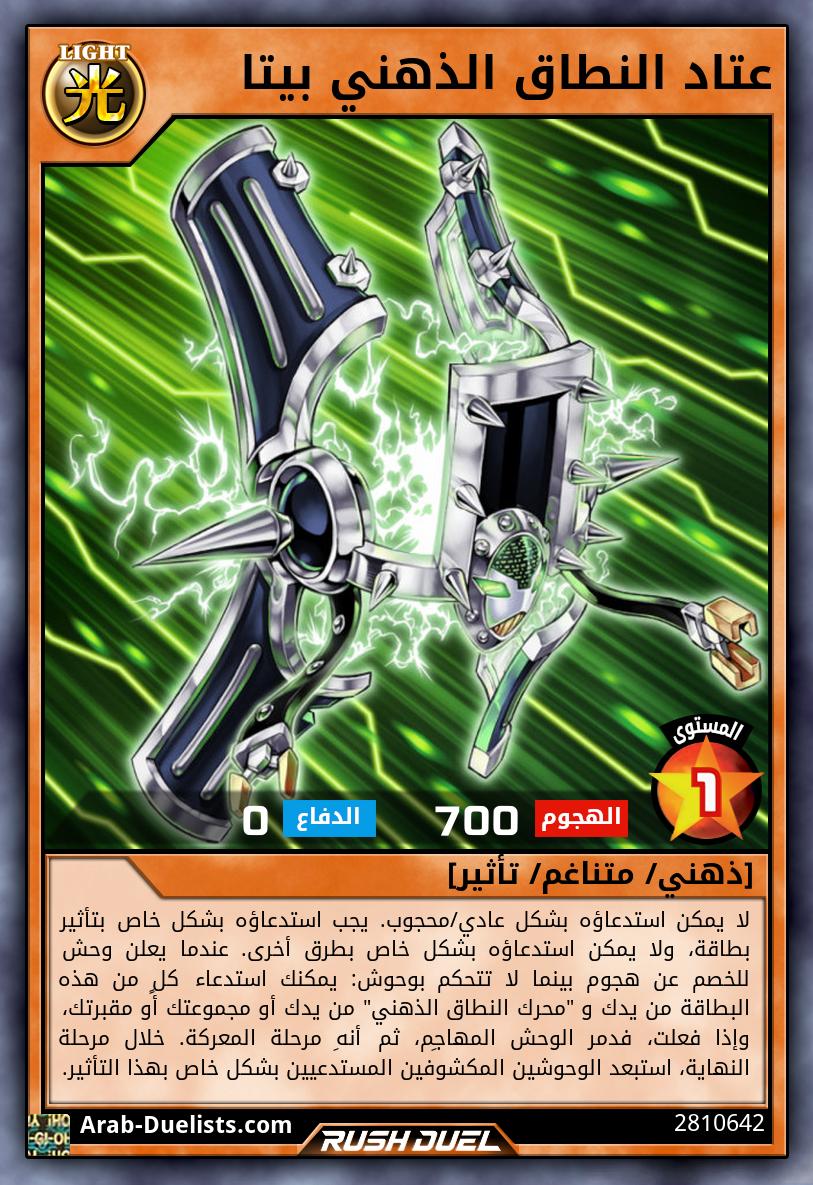 LIGHT
光
عتاد النطاق الذهني بيتا
المستوى
1
الهجوم 700 الدفاع 0
[ذهني/ متناغم/ تأثير]
لا يمكن استدعاؤه بشكل عادي/محجوب. يجب استدعاؤه بشكل خاص بتأثير
بطاقة، ولا يمكن استدعاؤه بشكل خاص بطرق أخرى. عندما يعلن وحش
للخصم عن هجوم بينما لا تتحكم بوحوش: يمكنك استدعاء كلٍ من هذه
البطاقة من يدك و "محرك النطاق الذهني" من يدك أو مجموعتك أو مقبرتك،
وإذا فعلت، فدمر الوحش المهاجِم، ثم أنهِ مرحلة المعركة. خلال مرحلة
النهاية، استبعد الوحوشين المكشوفين المستدعيين بشكل خاص بهذا التأثير.
Arab-Duelists.com
RUSH DUEL
2810642